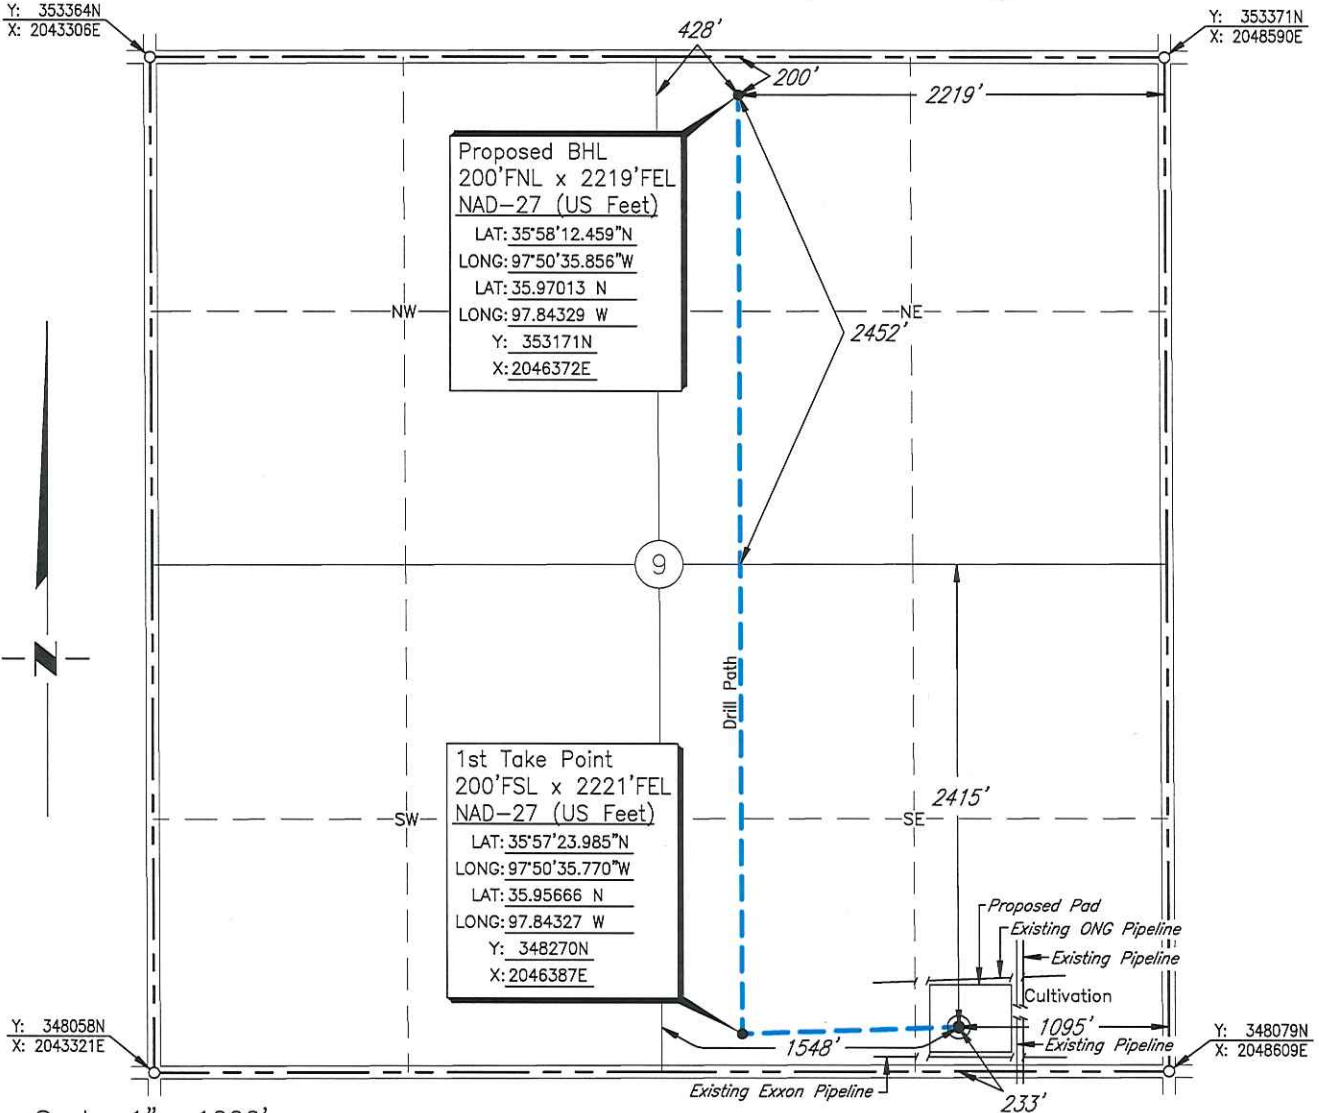 Y: 353364N
X: 2043306E
428'
Y: 353371N
X: 2048590E
200'
2219'
Proposed BHL
200'FNL x 2219'FEL
NAD-27 (US Feet)
LAT: 35°58'12.459"N
LONG: 97°50'35.856"W
LAT: 35.97013 N
LONG: 97.84329 W
Y: 353171N
X: 2046372E
NW
NE
2452'
9
N
Drill Path
1st Take Point
200'FSL x 2221'FEL
NAD-27 (US Feet)
LAT: 35°57'23.985"N
LONG: 97°50'35.770"W
LAT: 35.95666 N
LONG: 97.84327 W
Y: 348270N
X: 2046387E
2415'
SW
SE
Proposed Pad
Existing ONG Pipeline
Existing Pipeline
Cultivation
1095'
Existing Pipeline
1548'
Y: 348058N
X: 2043321E
Y: 348079N
X: 2048609E
Existing Exxon Pipeline
233'